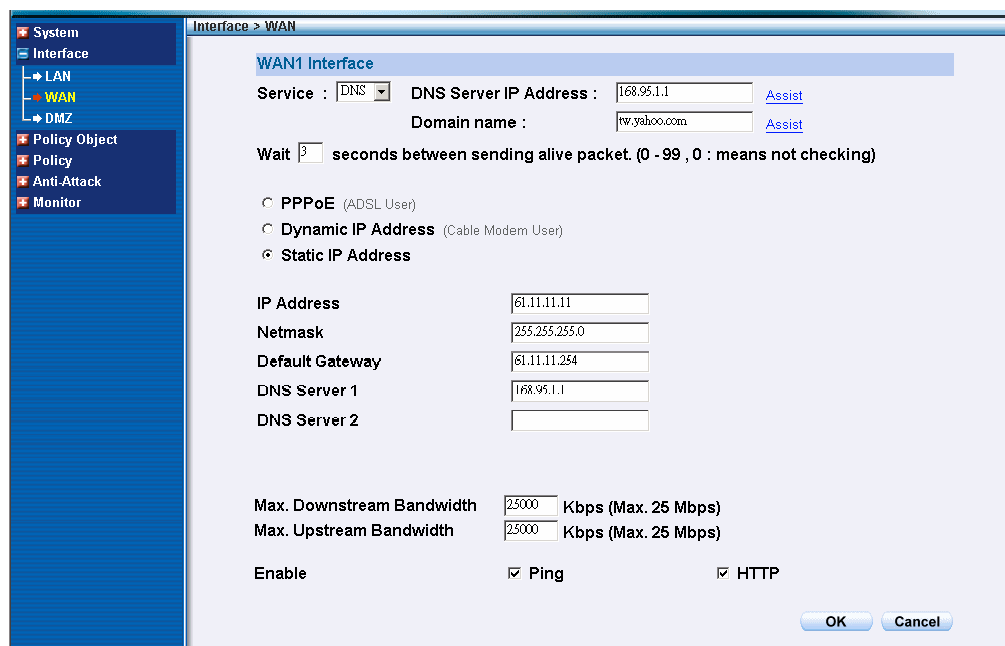 System
Interface
LAN
WAN
DMZ
Policy Object
Policy
Anti-Attack
Monitor
Interface > WAN
WAN1 Interface
Service : DNS DNS Server IP Address : 168.95.1.1 Assist
Domain name : tw.yahoo.com Assist
Wait 3 seconds between sending alive packet. (0 - 99 , 0 : means not checking)
PPPoE (ADSL User)
Dynamic IP Address (Cable Modem User)
Static IP Address
IP Address 61.11.11.11
Netmask 255.255.255.0
Default Gateway 61.11.11.254
DNS Server 1 168.95.1.1
DNS Server 2
Max. Downstream Bandwidth 25000 Kbps (Max. 25 Mbps)
Max. Upstream Bandwidth 25000 Kbps (Max. 25 Mbps)
Enable Ping HTTP
OK Cancel